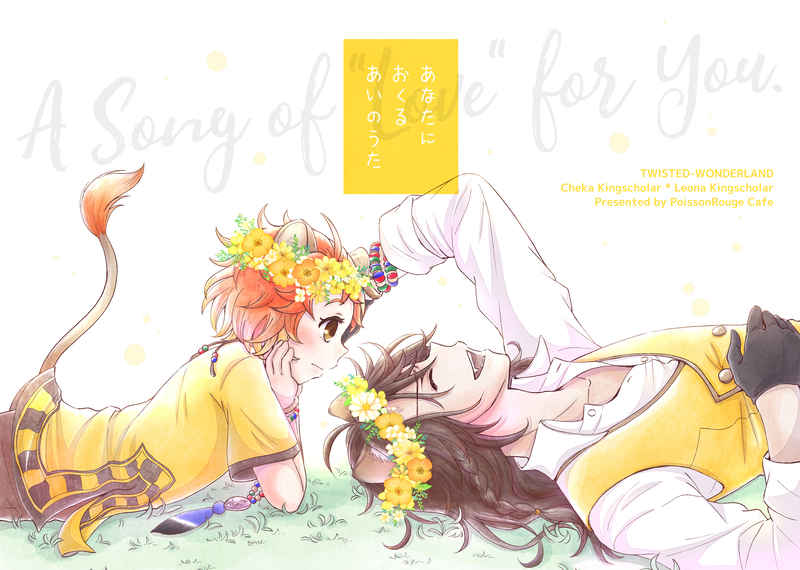 A Song of "Love" for You.
あなたに
おくる
あいのうた
TWISTED-WONDERLAND
Cheka Kingscholar * Leona Kingscholar
Presented by PoissonRouge Cafe